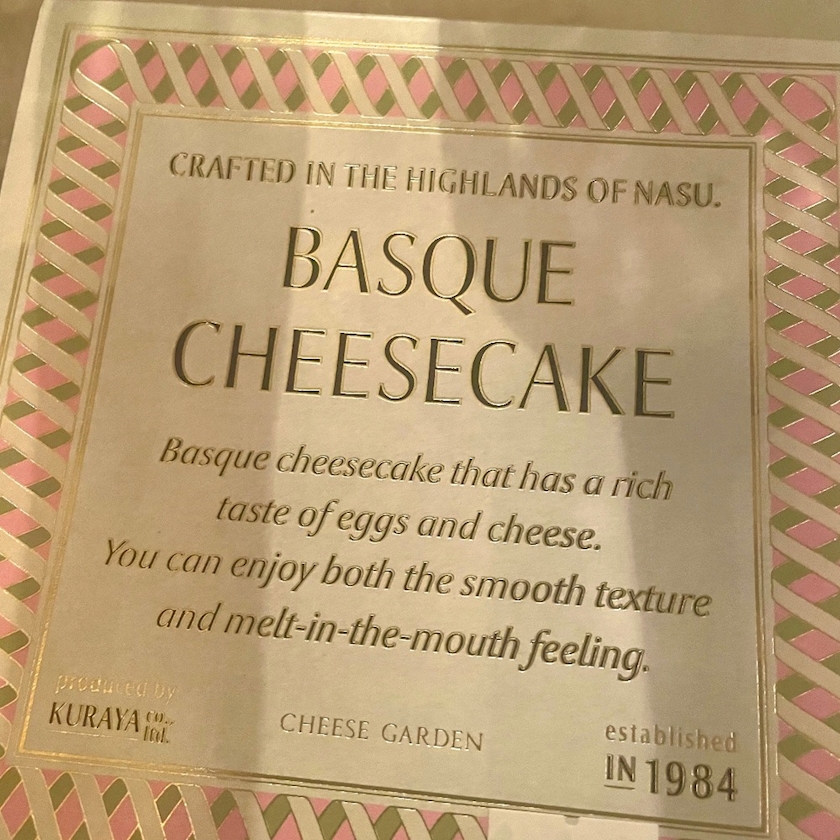 CRAFTED IN THE HIGHLANDS OF NASU.
BASQUE
CHEESECAKE
Basque cheesecake that has a rich
taste of eggs and cheese.
You can enjoy both the smooth texture
and melt-in-the-mouth feeling.
produced by
KURAYA co., ltd.
CHEESE GARDEN
established
IN 1984